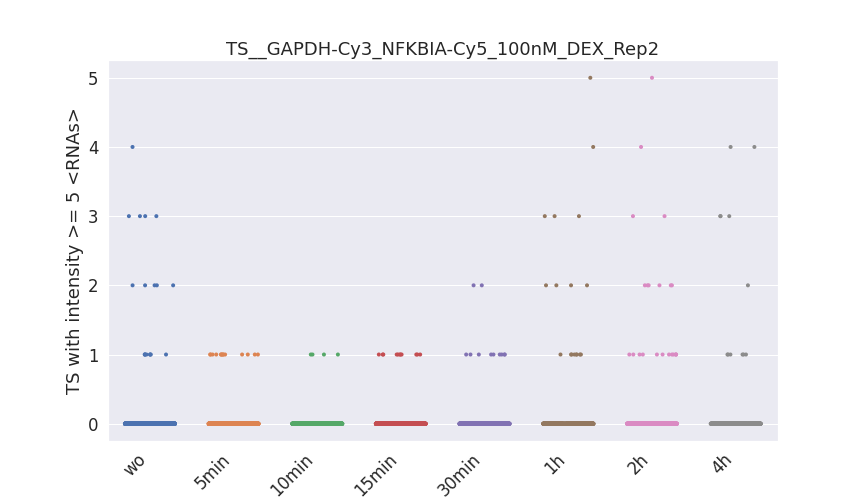 TS__GAPDH-Cy3_NFKBIA-Cy5_100nM_DEX_Rep2
TS with intensity >= 5 <RNAs>
5
4
3
2
1
0
wo
5min
10min
15min
30min
1h
2h
4h